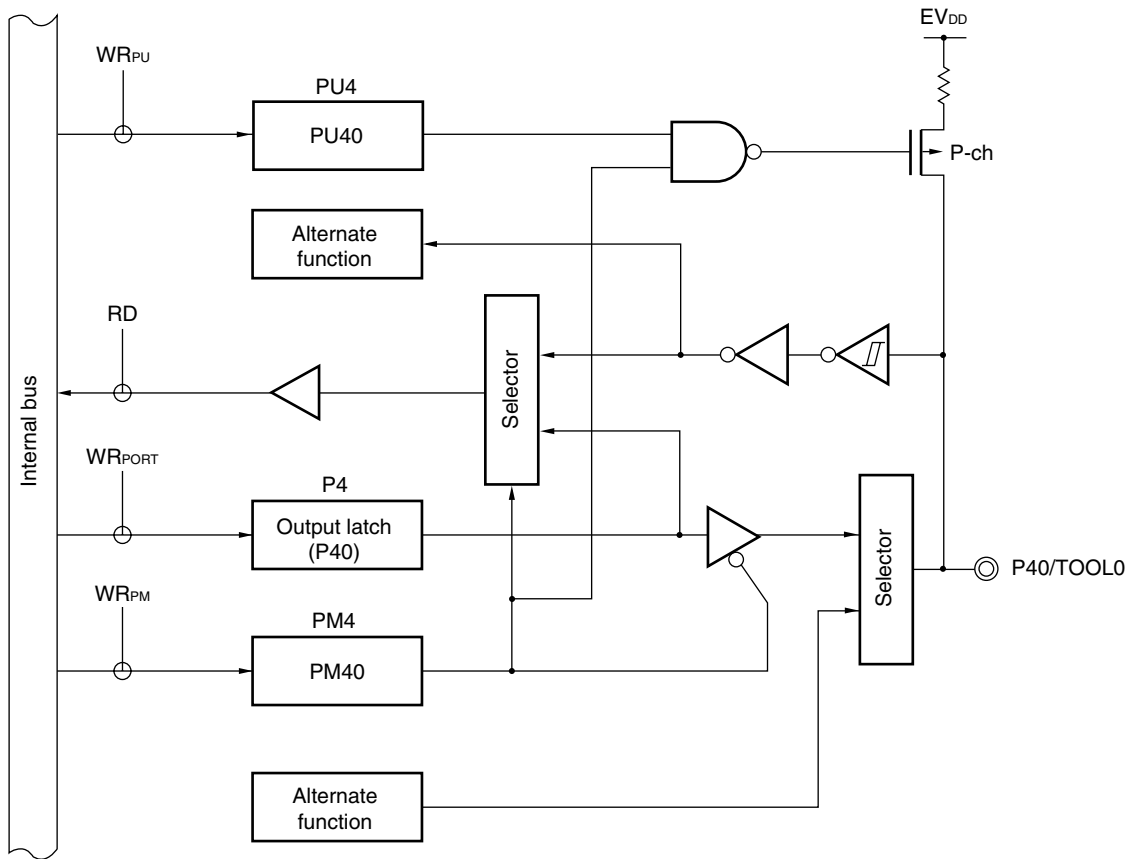 EVDD
WRPU
PU4
PU40
P-ch
Alternate
function
RD
Selector
Internal bus
WRPORT
P4
Output latch
(P40)
Selector
P40/TOOL0
WRPM
PM4
PM40
Alternate
function